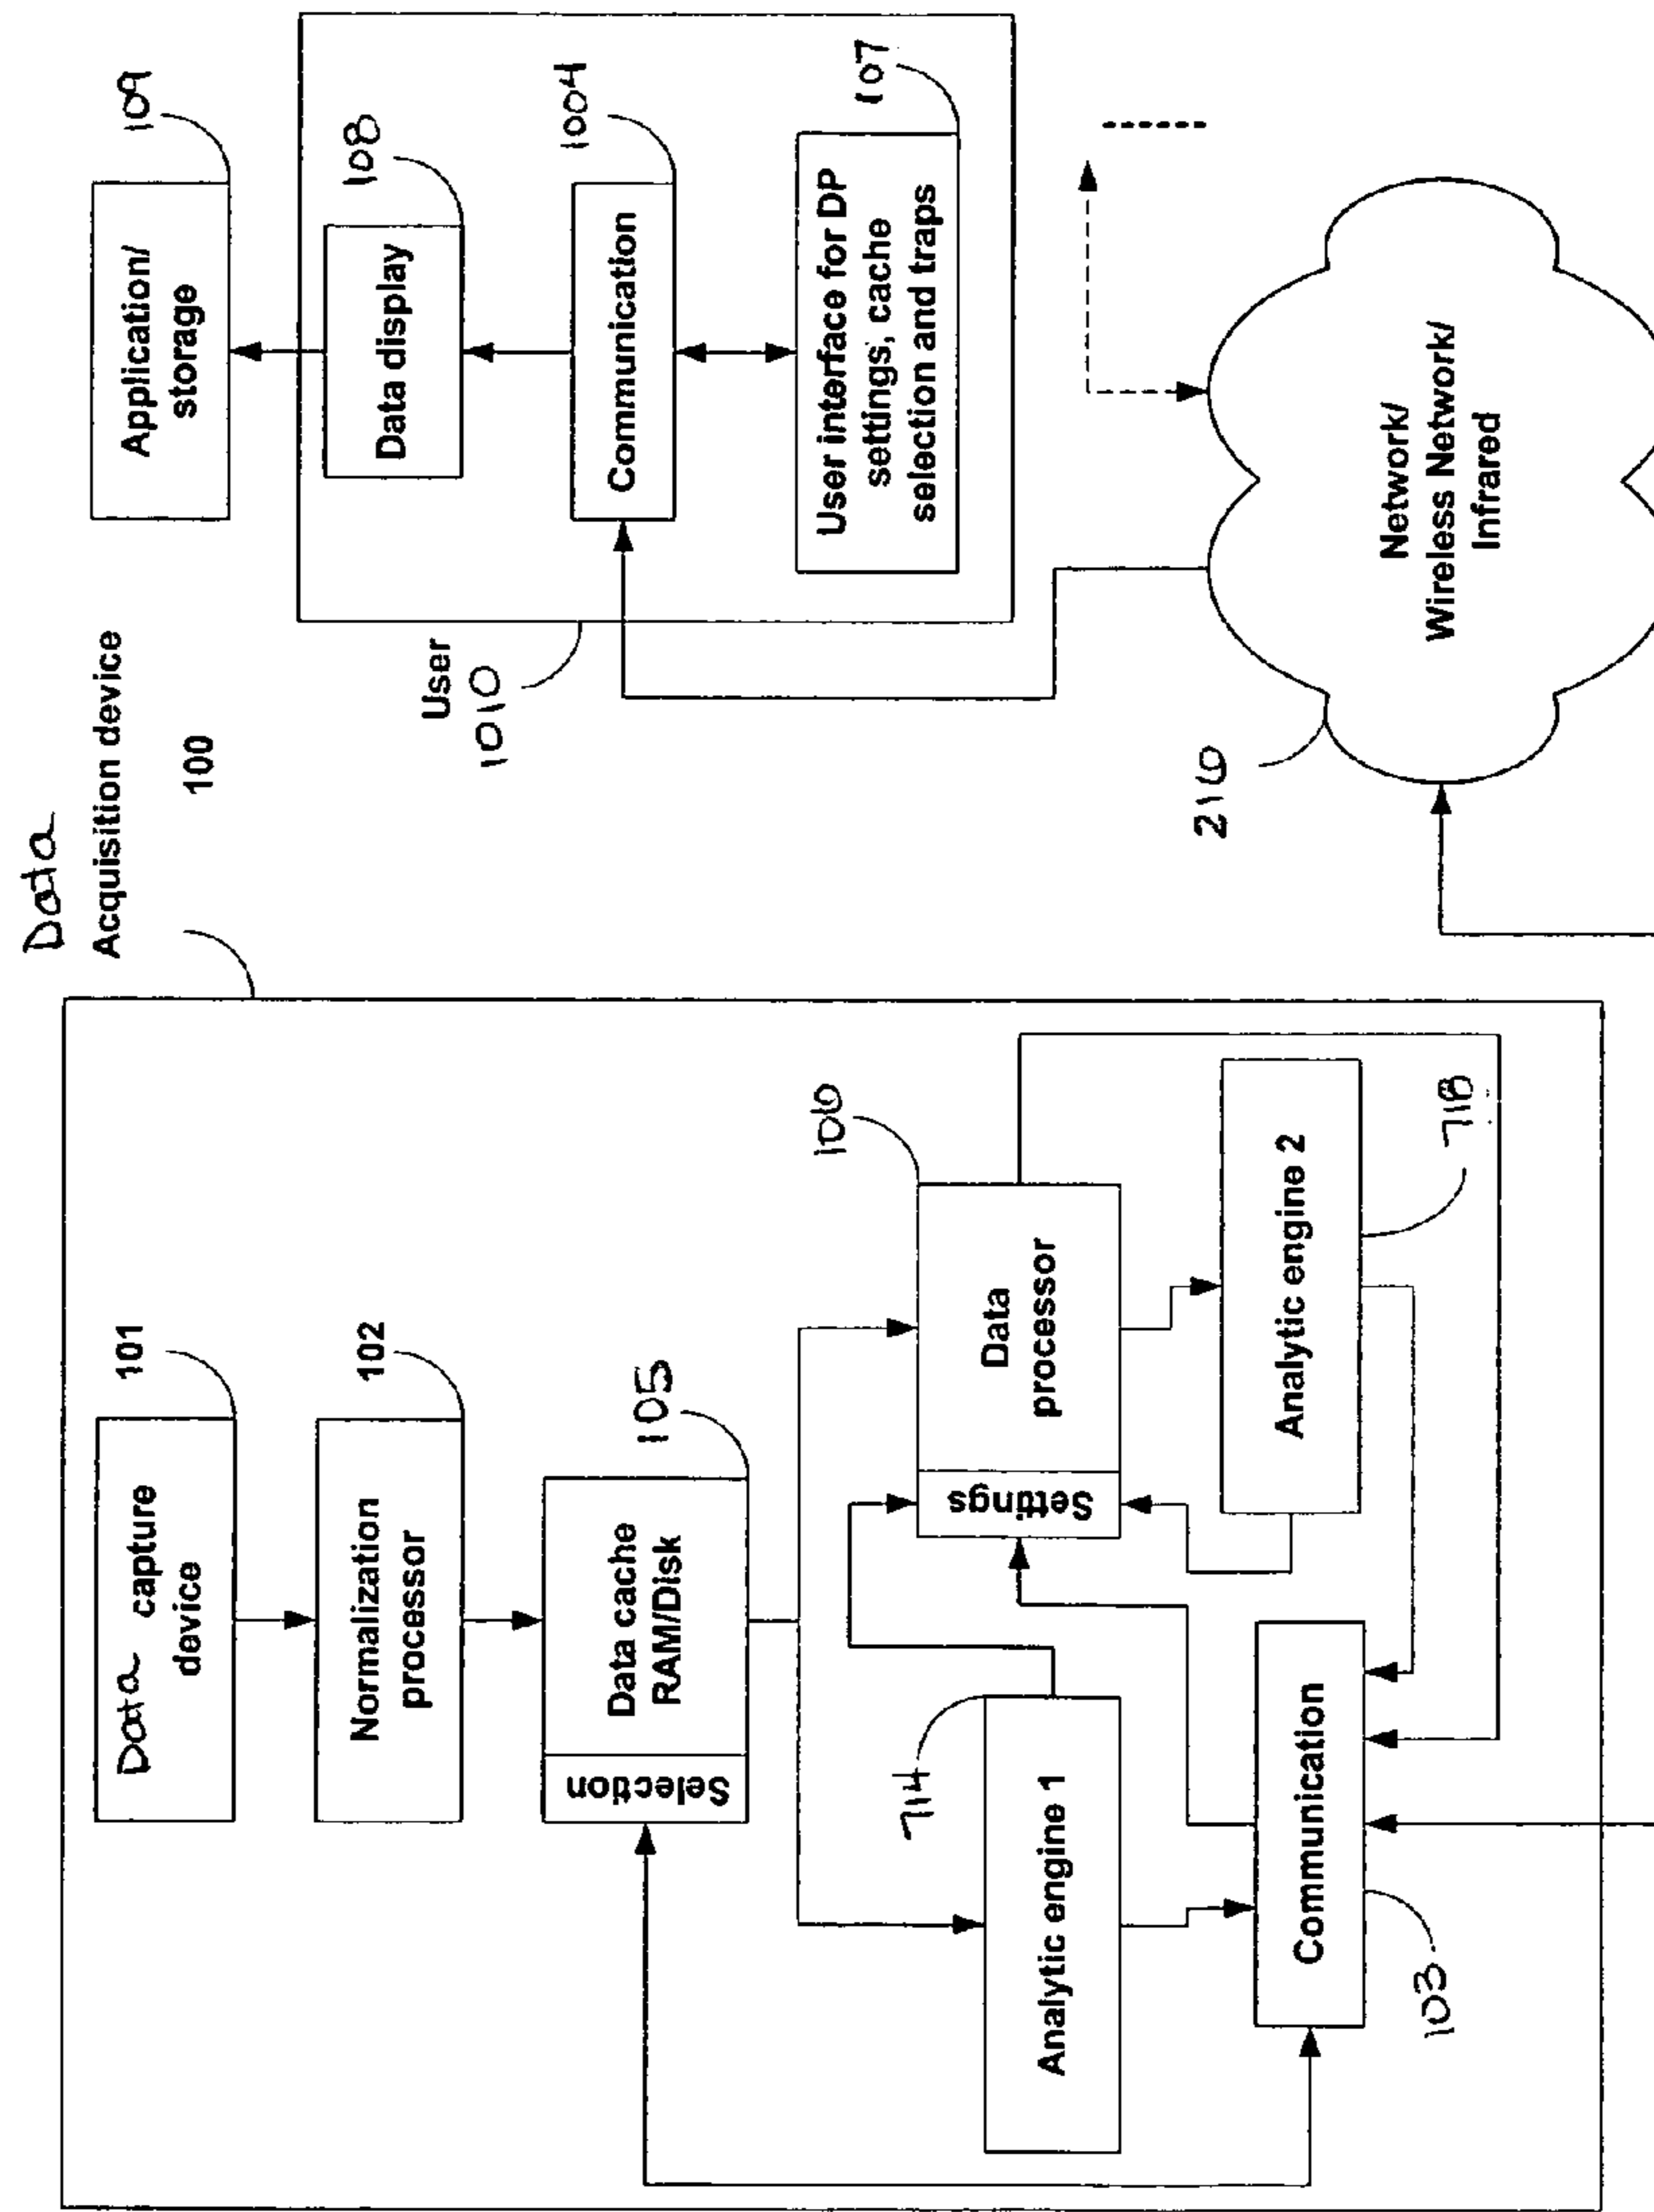 Data
Acquisition device
100
Data capture
device
101
Normalization
processor
102
Selection
Data cache
RAM/Disk
105
Analytic engine 1
714
Settings
Data
processor
106
Analytic engine 2
718
Communication
103
Application/
storage
109
User
1010
Data display
108
Communication
1004
User interface for DP
settings, cache
selection and traps
107
216
Network/
Wireless Network/
Infrared